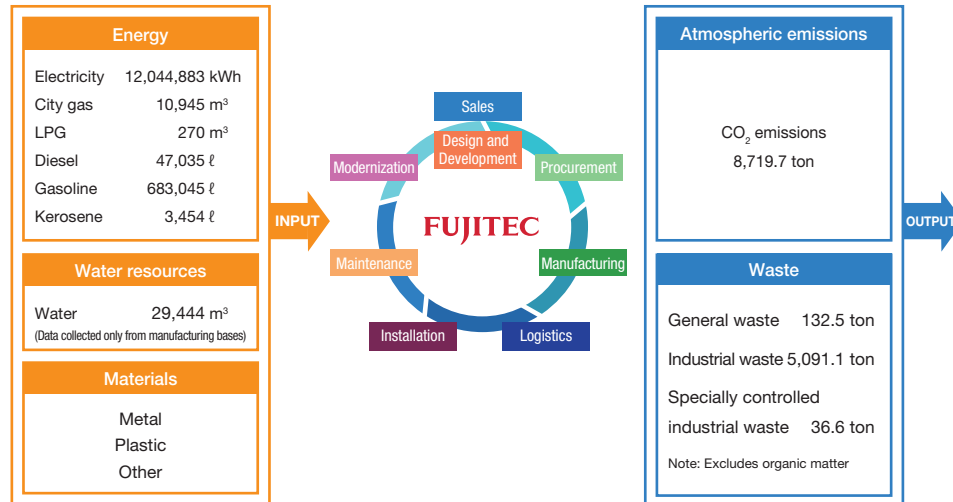 Energy
Electricity 12,044,883 kWh
City gas 10,945 m³
LPG 270 m³
Diesel 47,035 ℓ
Gasoline 683,045 ℓ
Kerosene 3,454 ℓ
Water resources
Water 29,444 m³
(Data collected only from manufacturing bases)
Materials
Metal
Plastic
Other
INPUT
Sales
Design and
Development
Modernization
Procurement
FUJITEC
Maintenance
Manufacturing
Installation
Logistics
Atmospheric emissions
CO₂ emissions
8,719.7 ton
OUTPUT
Waste
General waste 132.5 ton
Industrial waste 5,091.1 ton
Specially controlled
industrial waste 36.6 ton
Note: Excludes organic matter